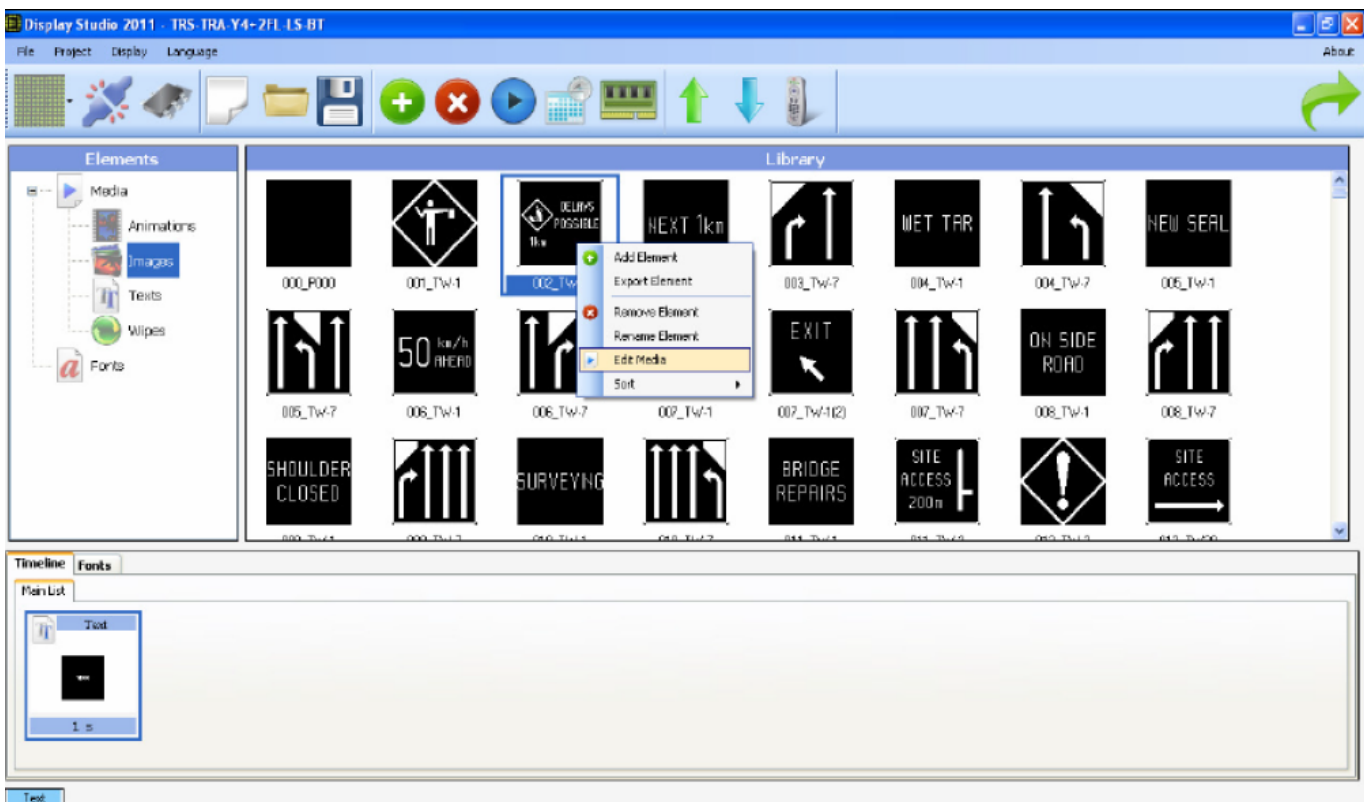 Display Studio 2011 - TRS-TRA-Y4+2FL-LS-BT
File Project Display Language About
Elements
Library
Media
Animations
Images
Texts
Wipes
Fonts
DELAYS
POSSIBLE
1km
NEXT 1km
WET TAR
NEW SEAL
000_P000
001_TW-1
002_TW
003_TW-7
004_TW-1
004_TW-7
005_TW-1
Add Element
Export Element
Remove Element
Rename Element
Edit Media
Sort
50 km/h
AHEAD
EXIT
ON SIDE
ROAD
005_TW-7
006_TW-1
006_TW-7
007_TW-1
007_TW-1(2)
007_TW-7
008_TW-1
008_TW-7
SHOULDER
CLOSED
SURVEYING
BRIDGE
REPAIRS
SITE
ACCESS
200m
SITE
ACCESS
Timeline Fonts
Main List
Text
1 s
Text